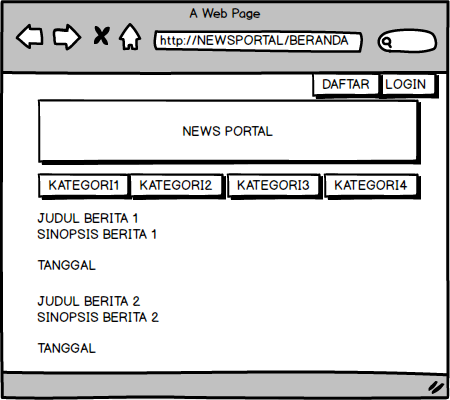 A Web Page
http://NEWSPORTAL/BERANDA
DAFTAR LOGIN
NEWS PORTAL
KATEGORI1 KATEGORI2 KATEGORI3 KATEGORI4
JUDUL BERITA 1
SINOPSIS BERITA 1
TANGGAL
JUDUL BERITA 2
SINOPSIS BERITA 2
TANGGAL